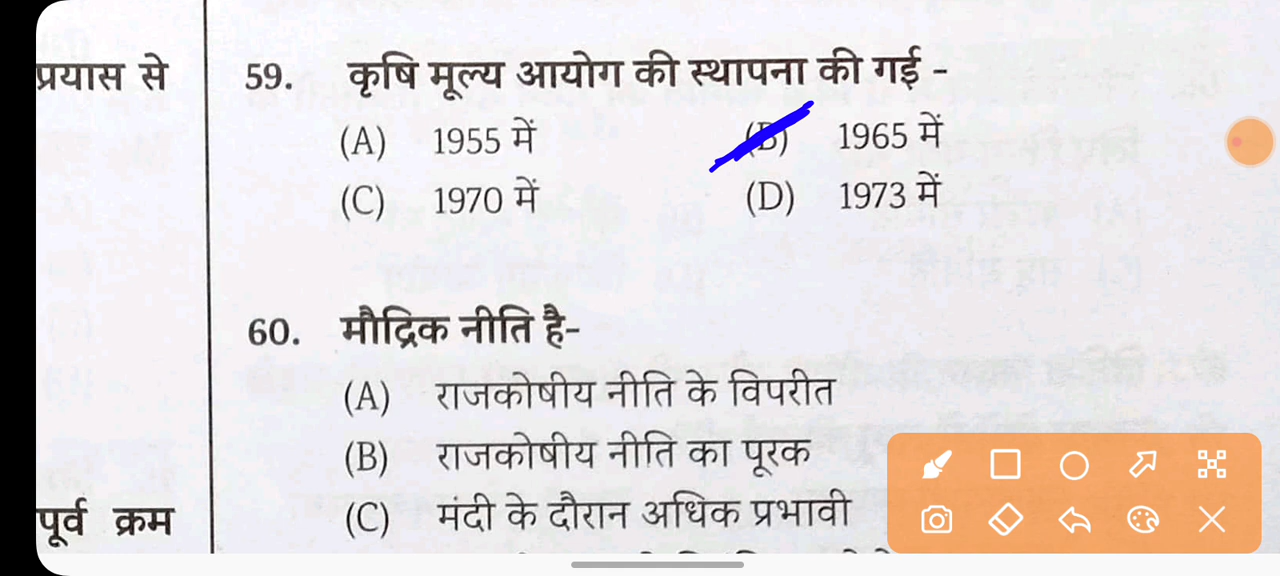 प्रयास से
59. कृषि मूल्य आयोग की स्थापना की गई -
(A) 1955 में (B) 1965 में
(C) 1970 में (D) 1973 में
60. मौद्रिक नीति है-
(A) राजकोषीय नीति के विपरीत
(B) राजकोषीय नीति का पूरक
पूर्व क्रम
(C) मंदी के दौरान अधिक प्रभावी